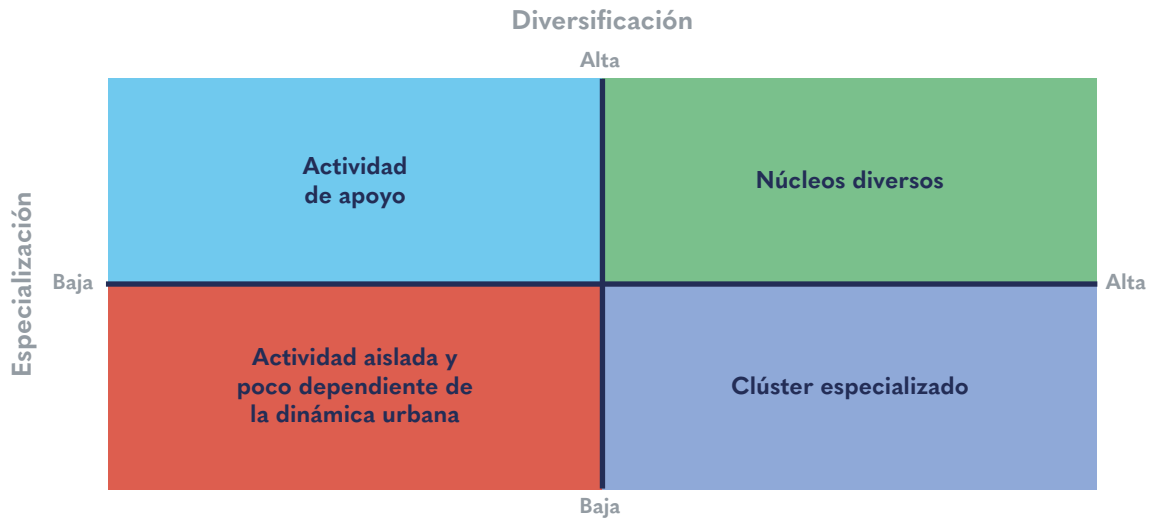 Diversificación
Alta
Actividad
de apoyo
Núcleos diversos
Especialización
Baja
Alta
Actividad aislada y
poco dependiente de
la dinámica urbana
Clúster especializado
Baja